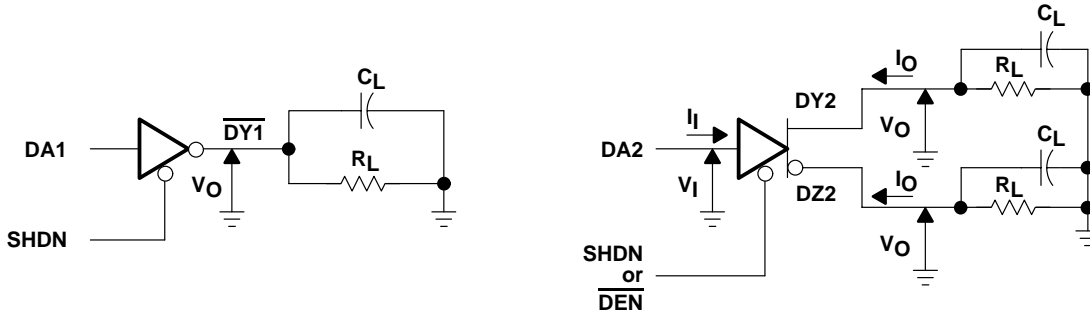 CL
DY1
DA1
RL
VO
SHDN
CL
IO
RL
DY2
II
VO
DA2
CL
VI
IO
RL
DZ2
VO
SHDN
or
DEN